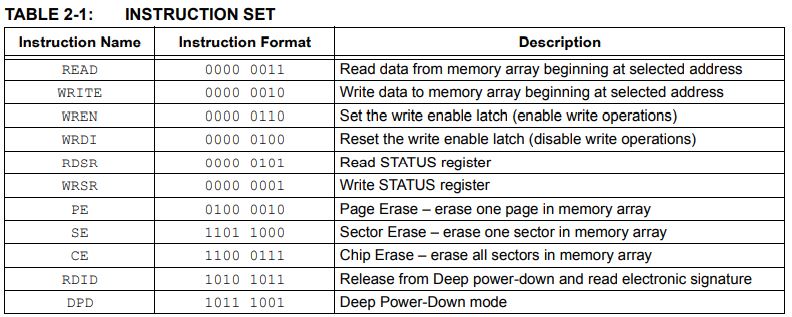 TABLE 2-1: INSTRUCTION SET
Instruction Name Instruction Format Description
READ 0000 0011 Read data from memory array beginning at selected address
WRITE 0000 0010 Write data to memory array beginning at selected address
WREN 0000 0110 Set the write enable latch (enable write operations)
WRDI 0000 0100 Reset the write enable latch (disable write operations)
RDSR 0000 0101 Read STATUS register
WRSR 0000 0001 Write STATUS register
PE 0100 0010 Page Erase – erase one page in memory array
SE 1101 1000 Sector Erase – erase one sector in memory array
CE 1100 0111 Chip Erase – erase all sectors in memory array
RDID 1010 1011 Release from Deep power-down and read electronic signature
DPD 1011 1001 Deep Power-Down mode